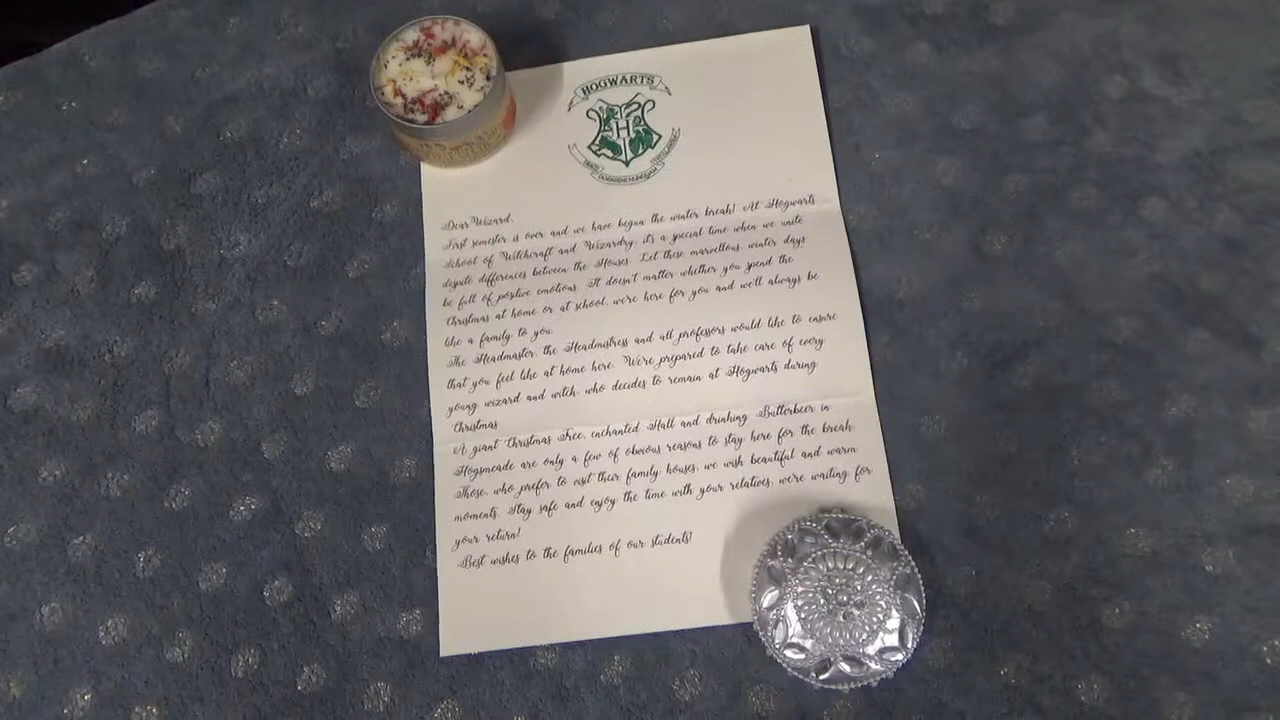 HOGWARTS
H
DRACO DORMIENS NUNQUAM TITILLANDUS
Dear Wizard,
First semester is over and we have begun the winter break! At Hogwarts
School of Witchcraft and Wizardry, it's a special time when we unite
despite differences between the Houses. Let these marvellous, winter days
be full of positive emotions. It doesn't matter whether you spend the
Christmas at home or at school, we're here for you and we'll always be
like a family to you.
The Headmaster, the Headmistress and all professors would like to ensure
that you feel like at home here. We're prepared to take care of every
young wizard and witch, who decides to remain at Hogwarts during
Christmas.
A giant Christmas Tree, enchanted Hall and drinking Butterbeer in
Hogsmeade are only a few of obvious reasons to stay here for the break.
Those, who prefer to visit their family houses, we wish beautiful and warm
moments. Stay safe and enjoy the time with your relatives, we're waiting for
your return!
Best wishes to the families of our students!